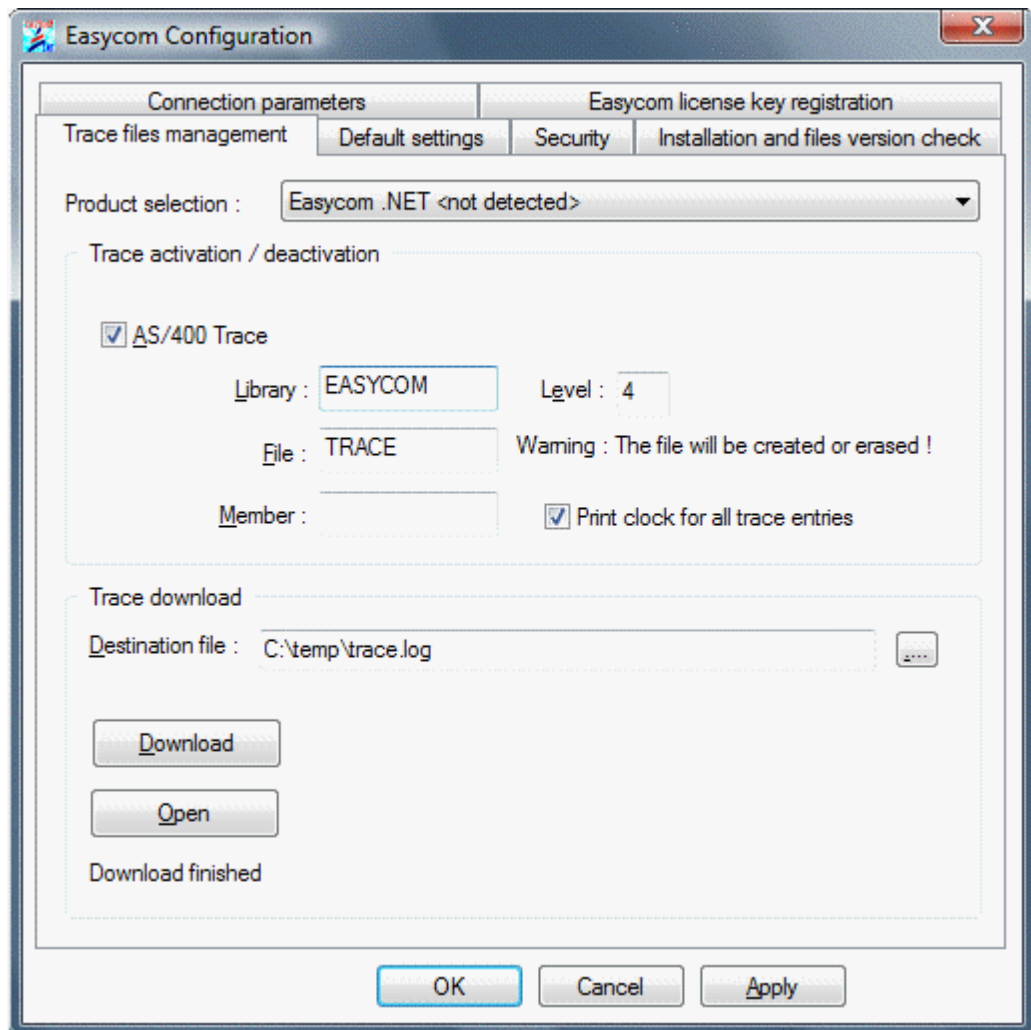 Easycom Configuration
Connection parameters
Easycom license key registration
Trace files management
Default settings
Security
Installation and files version check
Product selection :
Easycom .NET <not detected>
Trace activation / deactivation
AS/400 Trace
Library :
EASYCOM
Level :
4
File :
TRACE
Warning : The file will be created or erased !
Member :
Print clock for all trace entries
Trace download
Destination file :
C:\temp\trace.log
....
Download
Open
Download finished
OK
Cancel
Apply